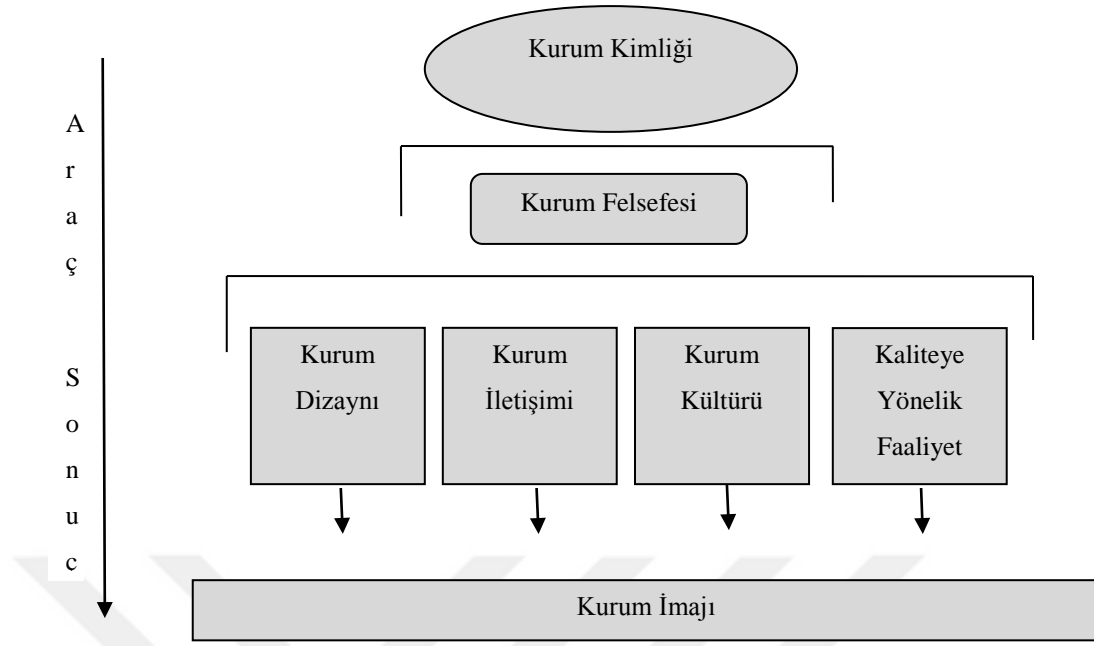 Kurum Kimliği
Kurum Felsefesi
Kurum
Dizaynı
Kurum
İletişimi
Kurum
Kültürü
Kaliteye
Yönelik
Faaliyet
Kurum İmajı
A
r
a
ç
S
o
n
u
ç